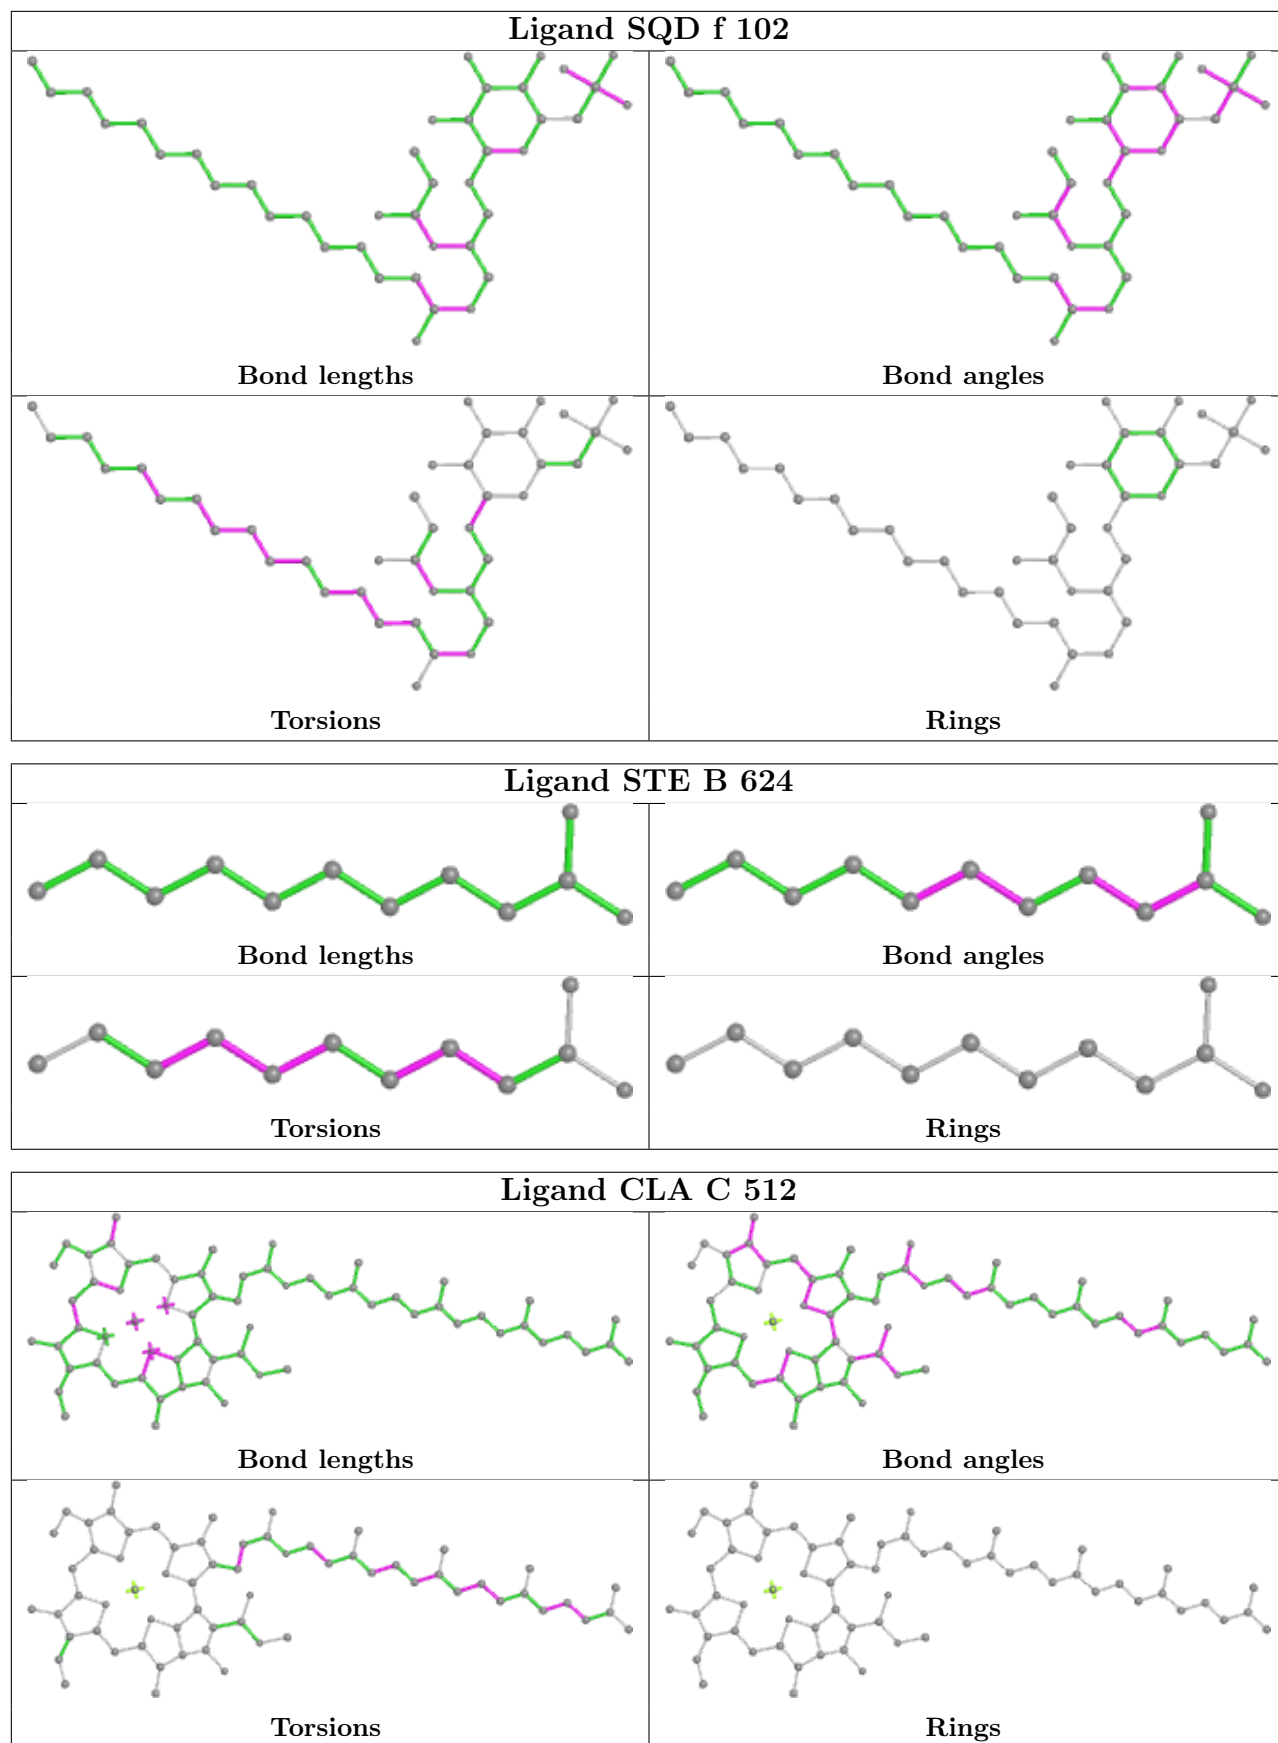 Ligand SQD f 102
Bond lengths
Bond angles
Torsions
Rings
Ligand STE B 624
Bond lengths
Bond angles
Torsions
Rings
Ligand CLA C 512
Bond lengths
Bond angles
Torsions
Rings